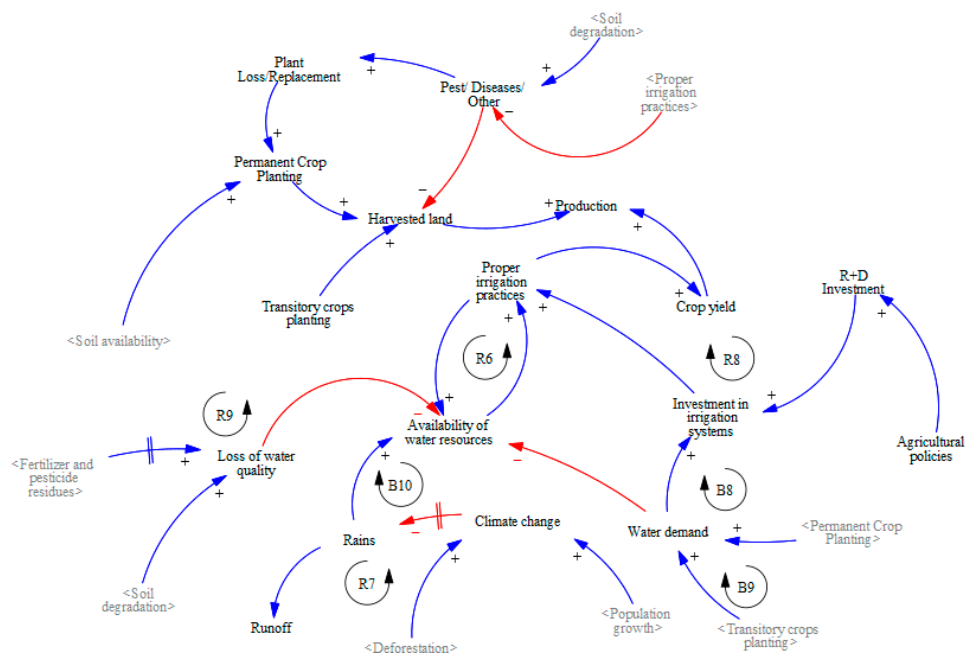 <Soil
degradation>
Plant
Loss/Replacement
+
+
Pest/ Diseases/
Other
<Proper
irrigation
practices>
−
+
Permanent Crop
Planting
+
+
−
Harvested land
+
+
Production
+
Transitory crops
planting
Proper
irrigation
practices
+
+
+
Crop yield
R+D
Investment
+
<Soil availability>
R6
R8
R9
+
−
Availability of
water resources
+
Investment in
irrigation
systems
+
Agricultural
policies
<Fertilizer and
pesticide
residues>
+
Loss of water
quality
+
+
B10
−
B8
Rains
−
Climate change
Water demand
+
<Permanent Crop
Planting>
R7
+
+
+
B9
<Soil
degradation>
Runoff
<Deforestation>
<Population
growth>
<Transitory crops
planting>